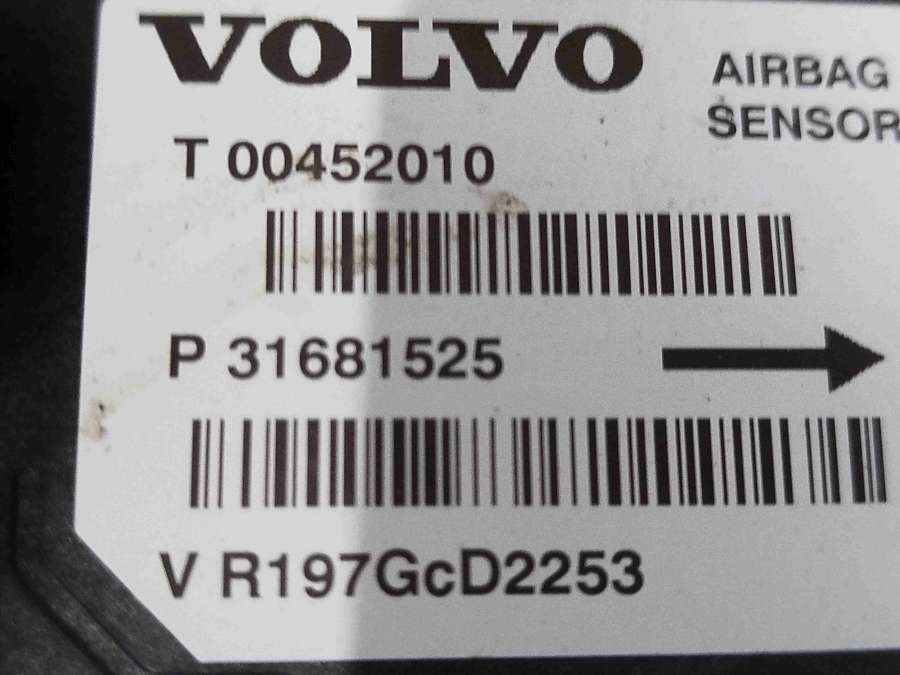 VOLVO
AIRBAG
SENSOR
T 00452010
P 31681525
V R197GcD2253